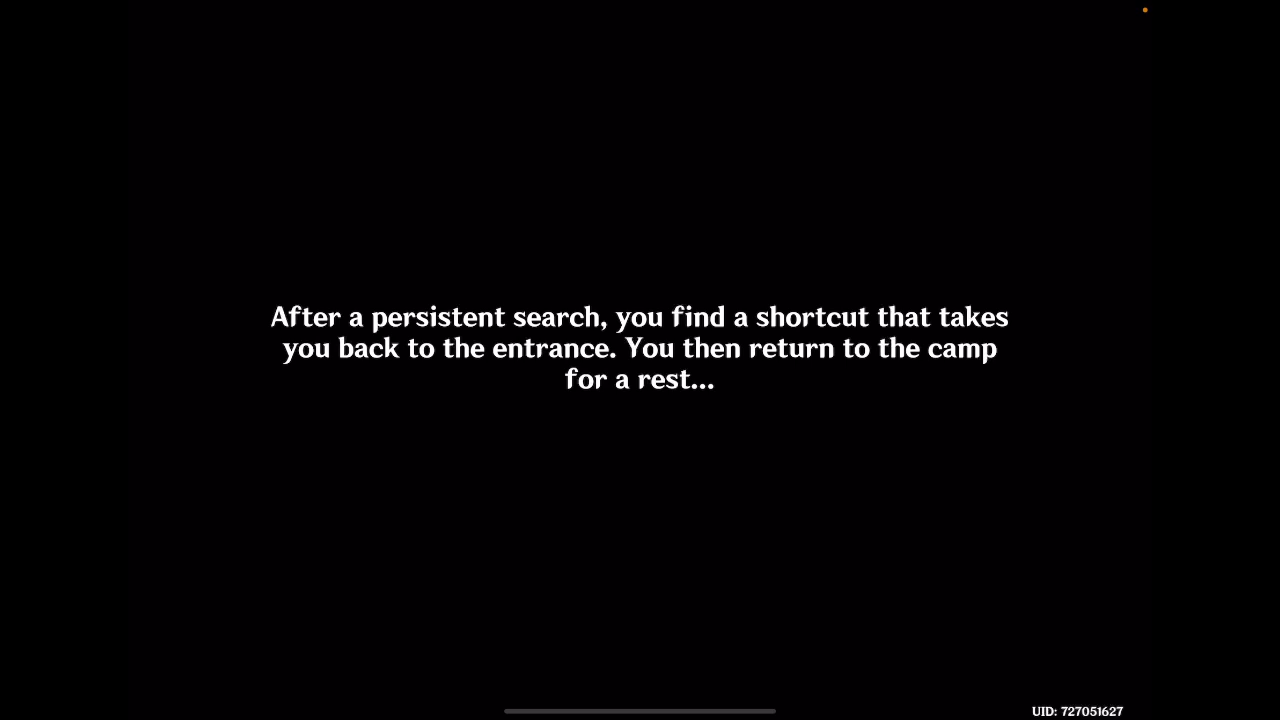 After a persistent search, you find a shortcut that takes
you back to the entrance. You then return to the camp
for a rest...
UID: 727051627